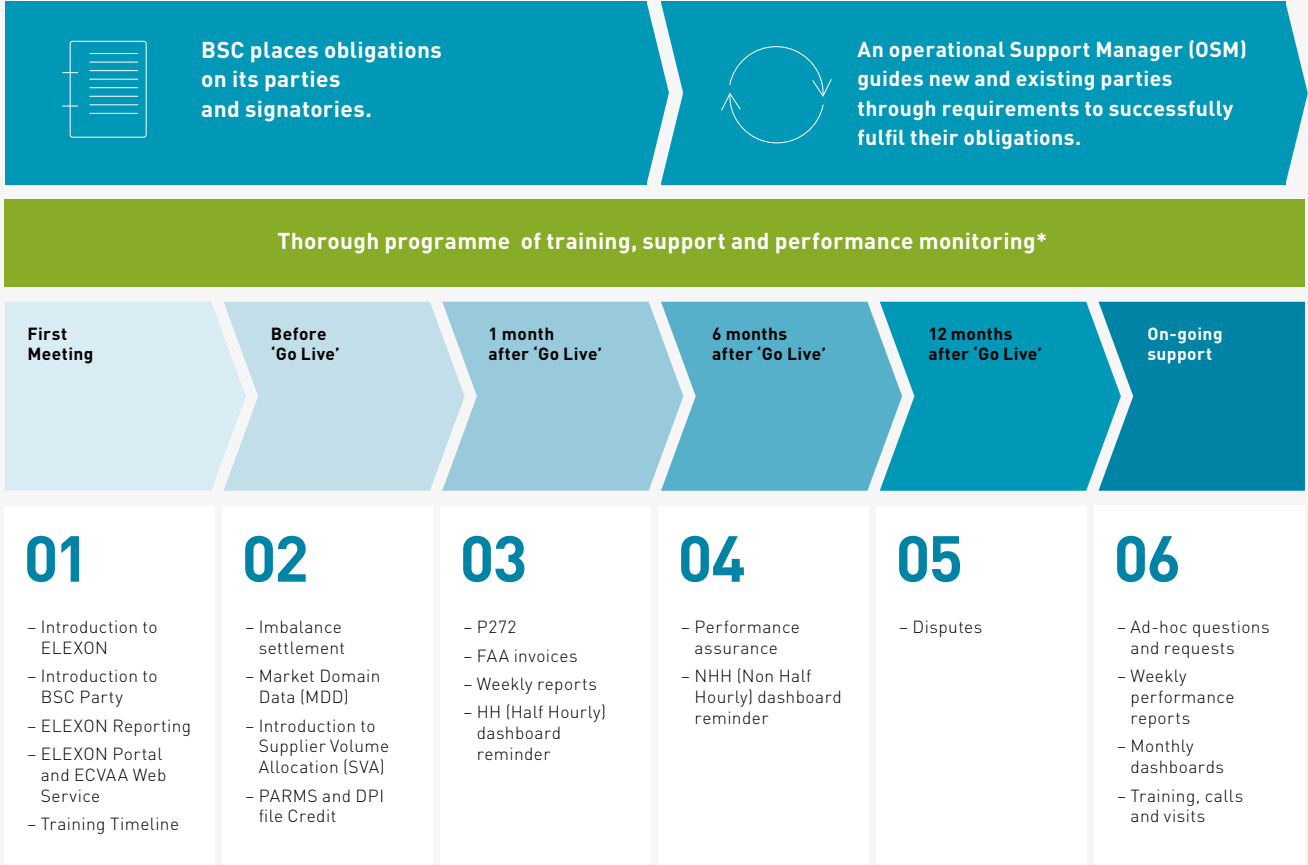 BSC places obligations
on its parties
and signatories.
An operational Support Manager (OSM)
guides new and existing parties
through requirements to successfully
fulfil their obligations.
Thorough programme of training, support and performance monitoring*
First
Meeting
Before
‘Go Live’
1 month
after ‘Go Live’
6 months
after ‘Go Live’
12 months
after ‘Go Live’
On-going
support
01
– Introduction to
ELEXON
– Introduction to
BSC Party
– ELEXON Reporting
– ELEXON Portal
and ECVAA Web
Service
– Training Timeline
02
– Imbalance
settlement
– Market Domain
Data (MDD)
– Introduction to
Supplier Volume
Allocation (SVA)
– PARMS and DPI
file Credit
03
– P272
– FAA invoices
– Weekly reports
– HH (Half Hourly)
dashboard
reminder
04
– Performance
assurance
– NHH (Non Half
Hourly) dashboard
reminder
05
– Disputes
06
– Ad-hoc questions
and requests
– Weekly
performance
reports
– Monthly
dashboards
– Training, calls
and visits